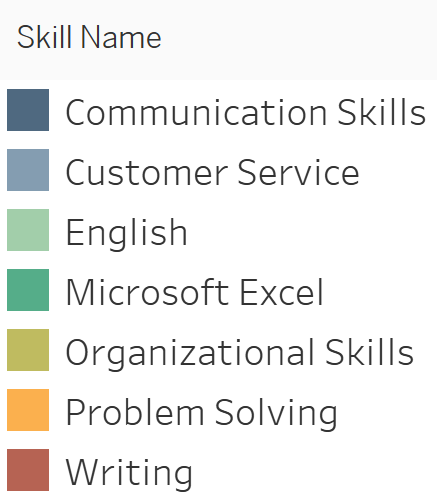 Skill Name
Communication Skills
Customer Service
English
Microsoft Excel
Organizational Skills
Problem Solving
Writing